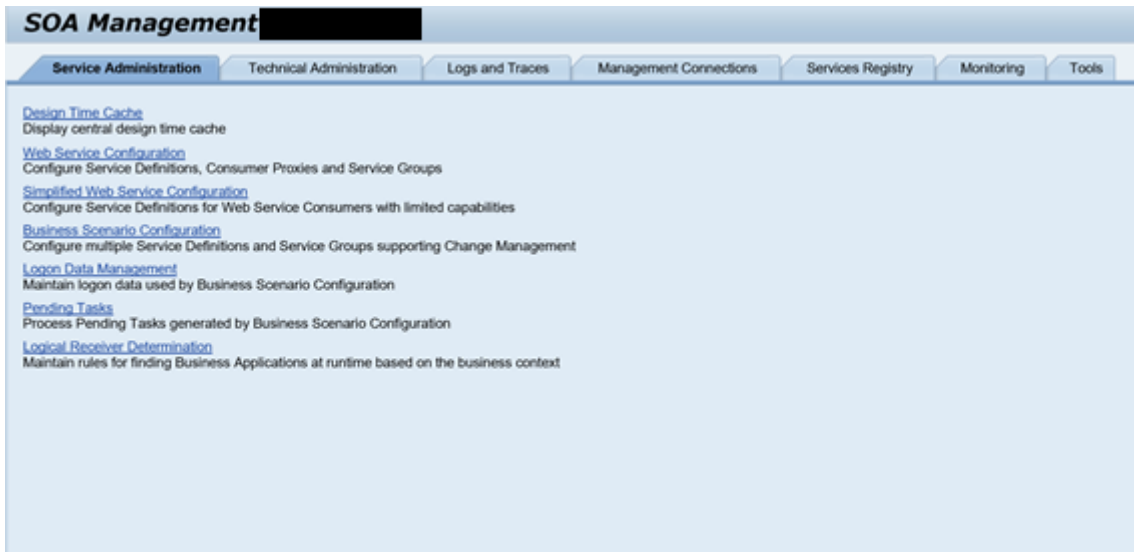 SOA Management
Service Administration Technical Administration Logs and Traces Management Connections Services Registry Monitoring Tools
Design Time Cache
Display central design time cache
Web Service Configuration
Configure Service Definitions, Consumer Proxies and Service Groups
Simplified Web Service Configuration
Configure Service Definitions for Web Service Consumers with limited capabilities
Business Scenario Configuration
Configure multiple Service Definitions and Service Groups supporting Change Management
Logon Data Management
Maintain logon data used by Business Scenario Configuration
Pending Tasks
Process Pending Tasks generated by Business Scenario Configuration
Logical Receiver Determination
Maintain rules for finding Business Applications at runtime based on the business context